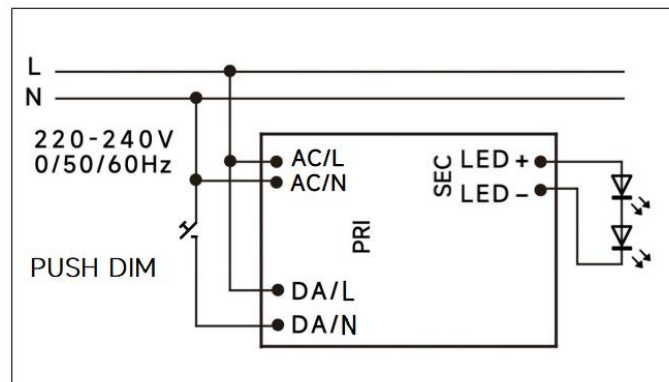 L
N
220-240V
0/50/60Hz
PUSH DIM
AC/L
AC/N
PRI
DA/L
DA/N
SEC
LED +
LED −